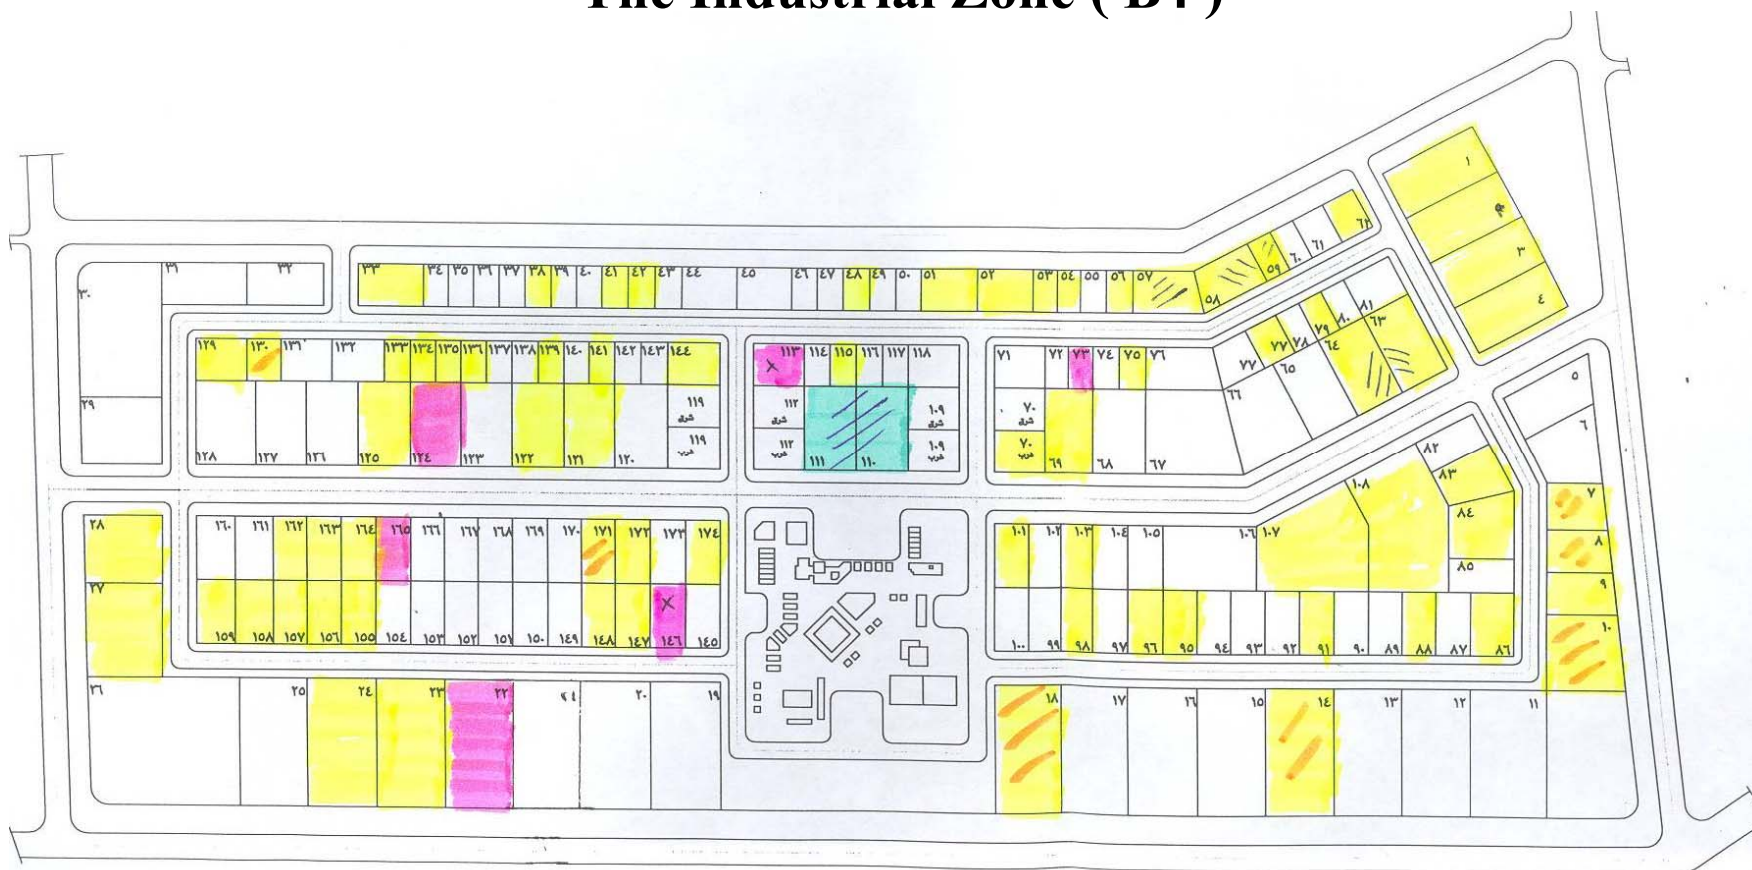 The Industrial Zone ( B4 )
١
٣
٤
٦٢
٦١
٦٠
٥٩
٥٨
٣١ ٣٢
٣٠
٣٣ ٣٤ ٣٥ ٣٦ ٣٧ ٣٨ ٣٩ ٤٠ ٤١ ٤٢ ٤٣ ٤٤ ٤٥ ٤٦ ٤٧ ٤٨ ٤٩ ٥٠ ٥١ ٥٢ ٥٣ ٥٤ ٥٥ ٥٦ ٥٧
١٢٩ ١٣٠ ١٣١ ١٣٢ ١٣٣ ١٣٤ ١٣٥ ١٣٦ ١٣٧ ١٣٨ ١٣٩ ١٤٠ ١٤١ ١٤٢ ١٤٣ ١٤٤
١١٣ ١١٤ ١١٥ ١١٦ ١١٧ ١١٨
X
٧١ ٧٢ ٧٣ ٧٤ ٧٥ ٧٦
٧٧ ٧٨ ٧٩ ٨٠ ٨١
٦٣
٦٤
٦٥
٦٦
٥
٦
٢٩
١١٩
شرق
١١٩
غرب
١١٢
شرق
١١٢
غرب
١٠٩
شرق
١٠٩
غرب
٧٠
شرق
٧٠
غرب
١٢٨ ١٢٧ ١٢٦ ١٢٥ ١٢٤ ١٢٣ ١٢٢ ١٢١ ١٢٠
١١١ ١١٠
٦٩ ٦٨ ٦٧
٨٢
٨٣
٨٤
٨٥
٧
٨
٩
١٠
٢٨
٢٧
١٦٠ ١٦١ ١٦٢ ١٦٣ ١٦٤ ١٦٥ ١٦٦ ١٦٧ ١٦٨ ١٦٩ ١٧٠ ١٧١ ١٧٢ ١٧٣ ١٧٤
١٠١ ١٠٢ ١٠٣ ١٠٤ ١٠٥ ١٠٦ ١٠٧ ١٠٨
X
١٥٩ ١٥٨ ١٥٧ ١٥٦ ١٥٥ ١٥٤ ١٥٣ ١٥٢ ١٥١ ١٥٠ ١٤٩ ١٤٨ ١٤٧ ١٤٦ ١٤٥
١٠٠ ٩٩ ٩٨ ٩٧ ٩٦ ٩٥ ٩٤ ٩٣ ٩٢ ٩١ ٩٠ ٨٩ ٨٨ ٨٧ ٨٦
٢٦ ٢٥ ٢٤ ٢٣ ٢٢ ٢١ ٢٠ ١٩
١٨ ١٧ ١٦ ١٥ ١٤ ١٣ ١٢ ١١